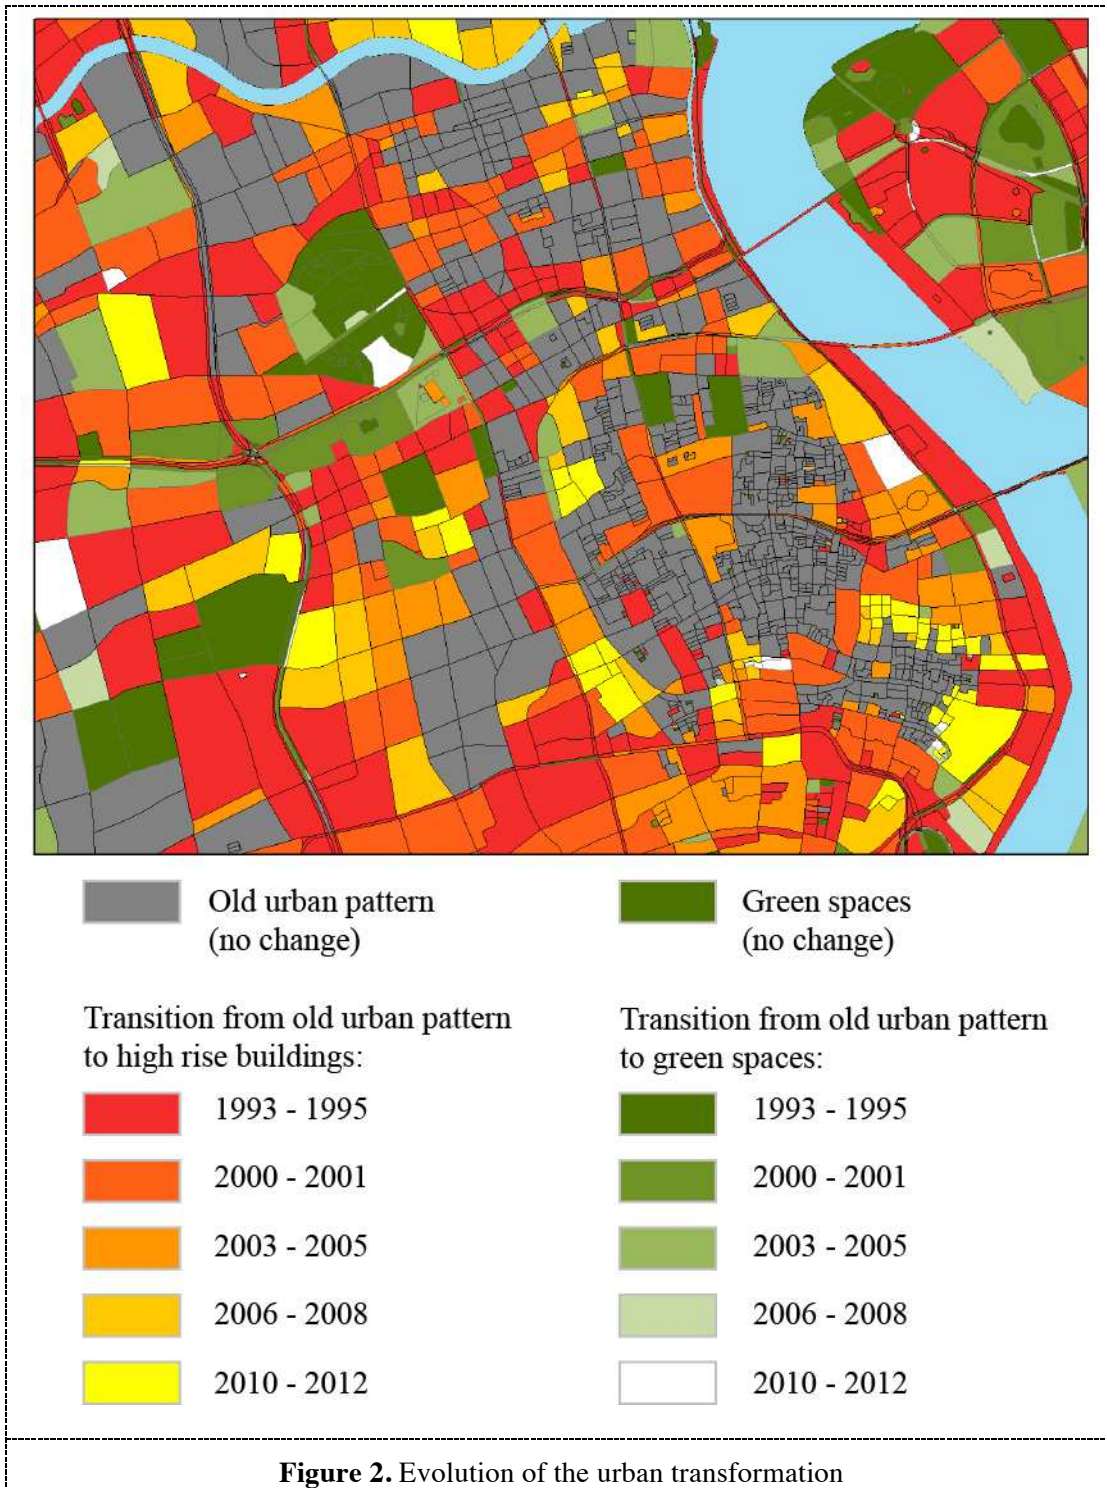 Old urban pattern
(no change)
Green spaces
(no change)
Transition from old urban pattern
to high rise buildings:
1993 - 1995
2000 - 2001
2003 - 2005
2006 - 2008
2010 - 2012
Transition from old urban pattern
to green spaces:
1993 - 1995
2000 - 2001
2003 - 2005
2006 - 2008
2010 - 2012
Figure 2. Evolution of the urban transformation